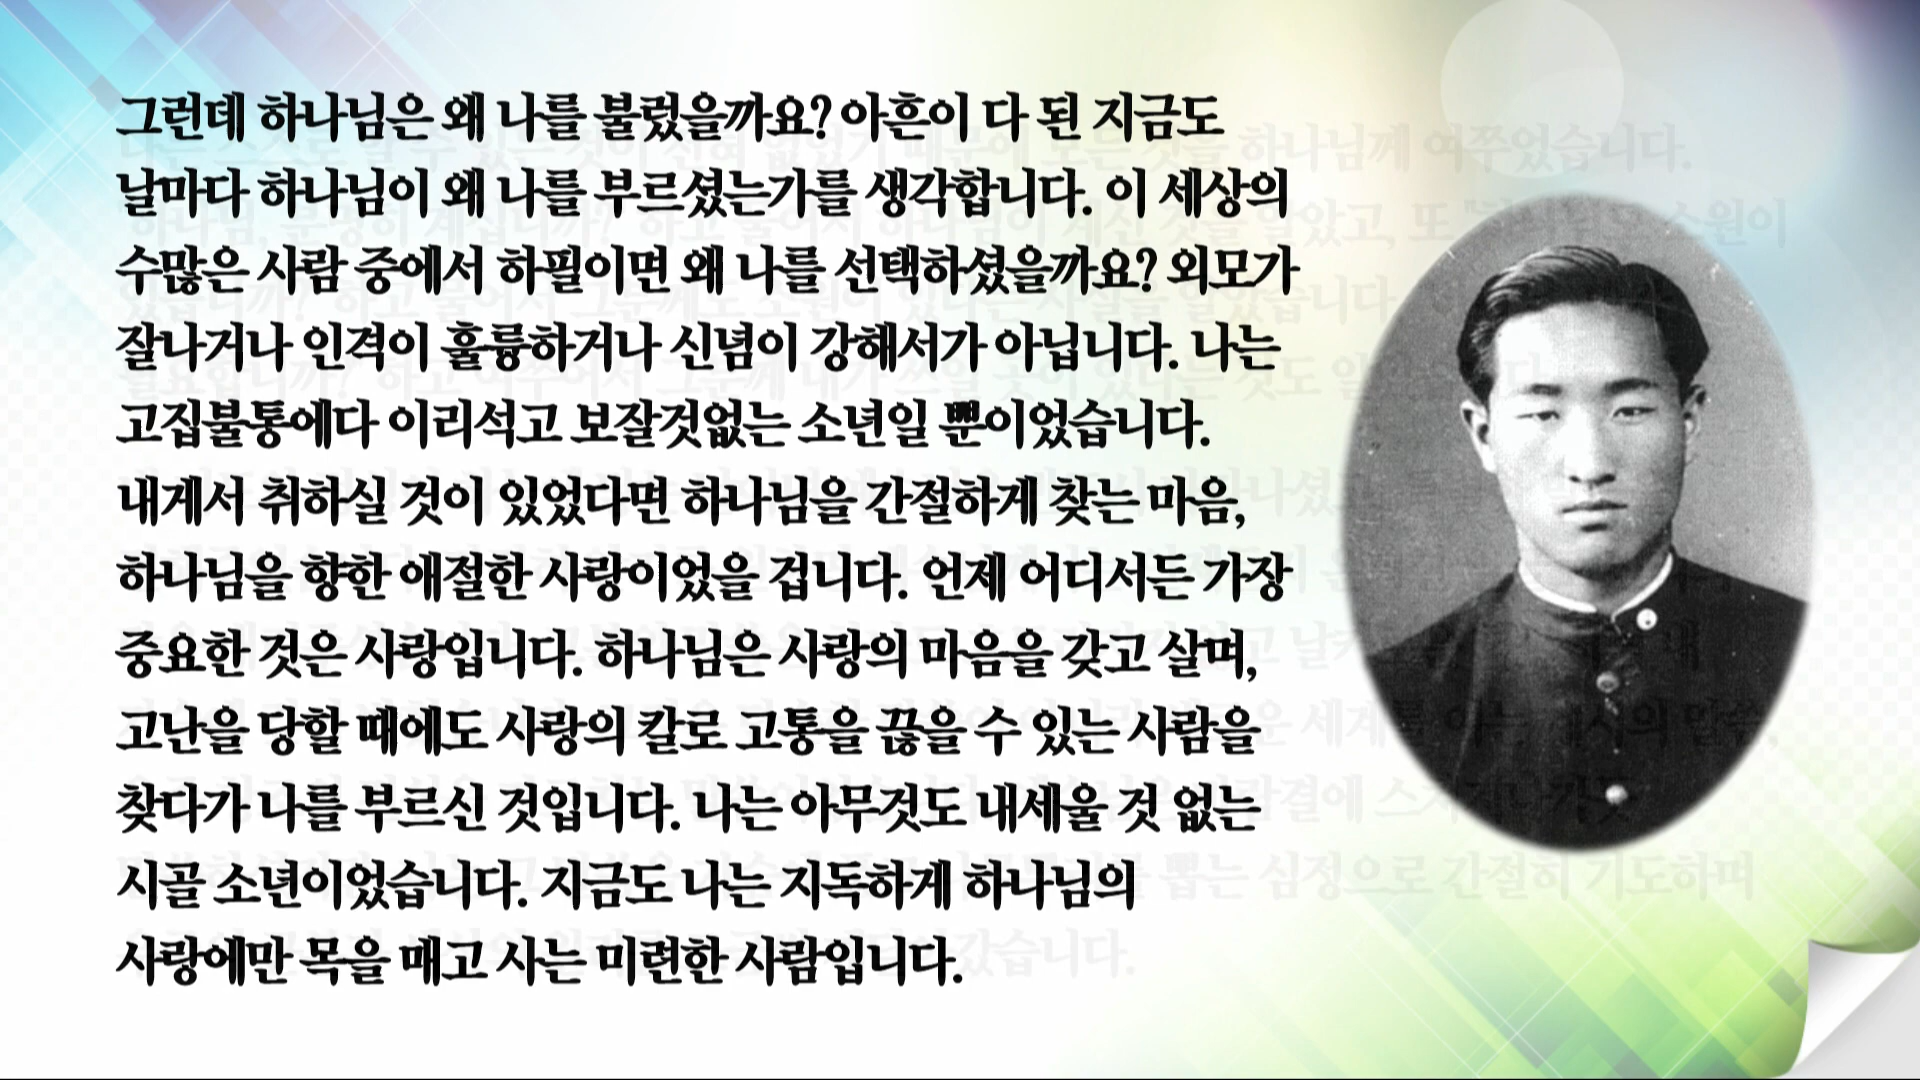 그런데 하나님은 왜 나를 불렀을까요? 아흔이 다 된 지금도
날마다 하나님이 왜 나를 부르셨는가를 생각합니다. 이 세상의
수많은 사람 중에서 하필이면 왜 나를 선택하셨을까요? 외모가
잘나거나 인격이 훌륭하거나 신념이 강해서가 아닙니다. 나는
고집불통에다 이리석고 보잘것없는 소년일 뿐이었습니다.
내게서 취하실 것이 있었다면 하나님을 간절하게 찾는 마음,
하나님을 향한 애절한 사랑이었을 겁니다. 언제 어디서든 가장
중요한 것은 사랑입니다. 하나님은 사랑의 마음을 갖고 살며,
고난을 당할 때에도 사랑의 칼로 고통을 끊을 수 있는 사람을
찾다가 나를 부르신 것입니다. 나는 아무것도 내세울 것 없는
시골 소년이었습니다. 지금도 나는 지독하게 하나님의
사랑에만 목을 매고 사는 미련한 사람입니다.